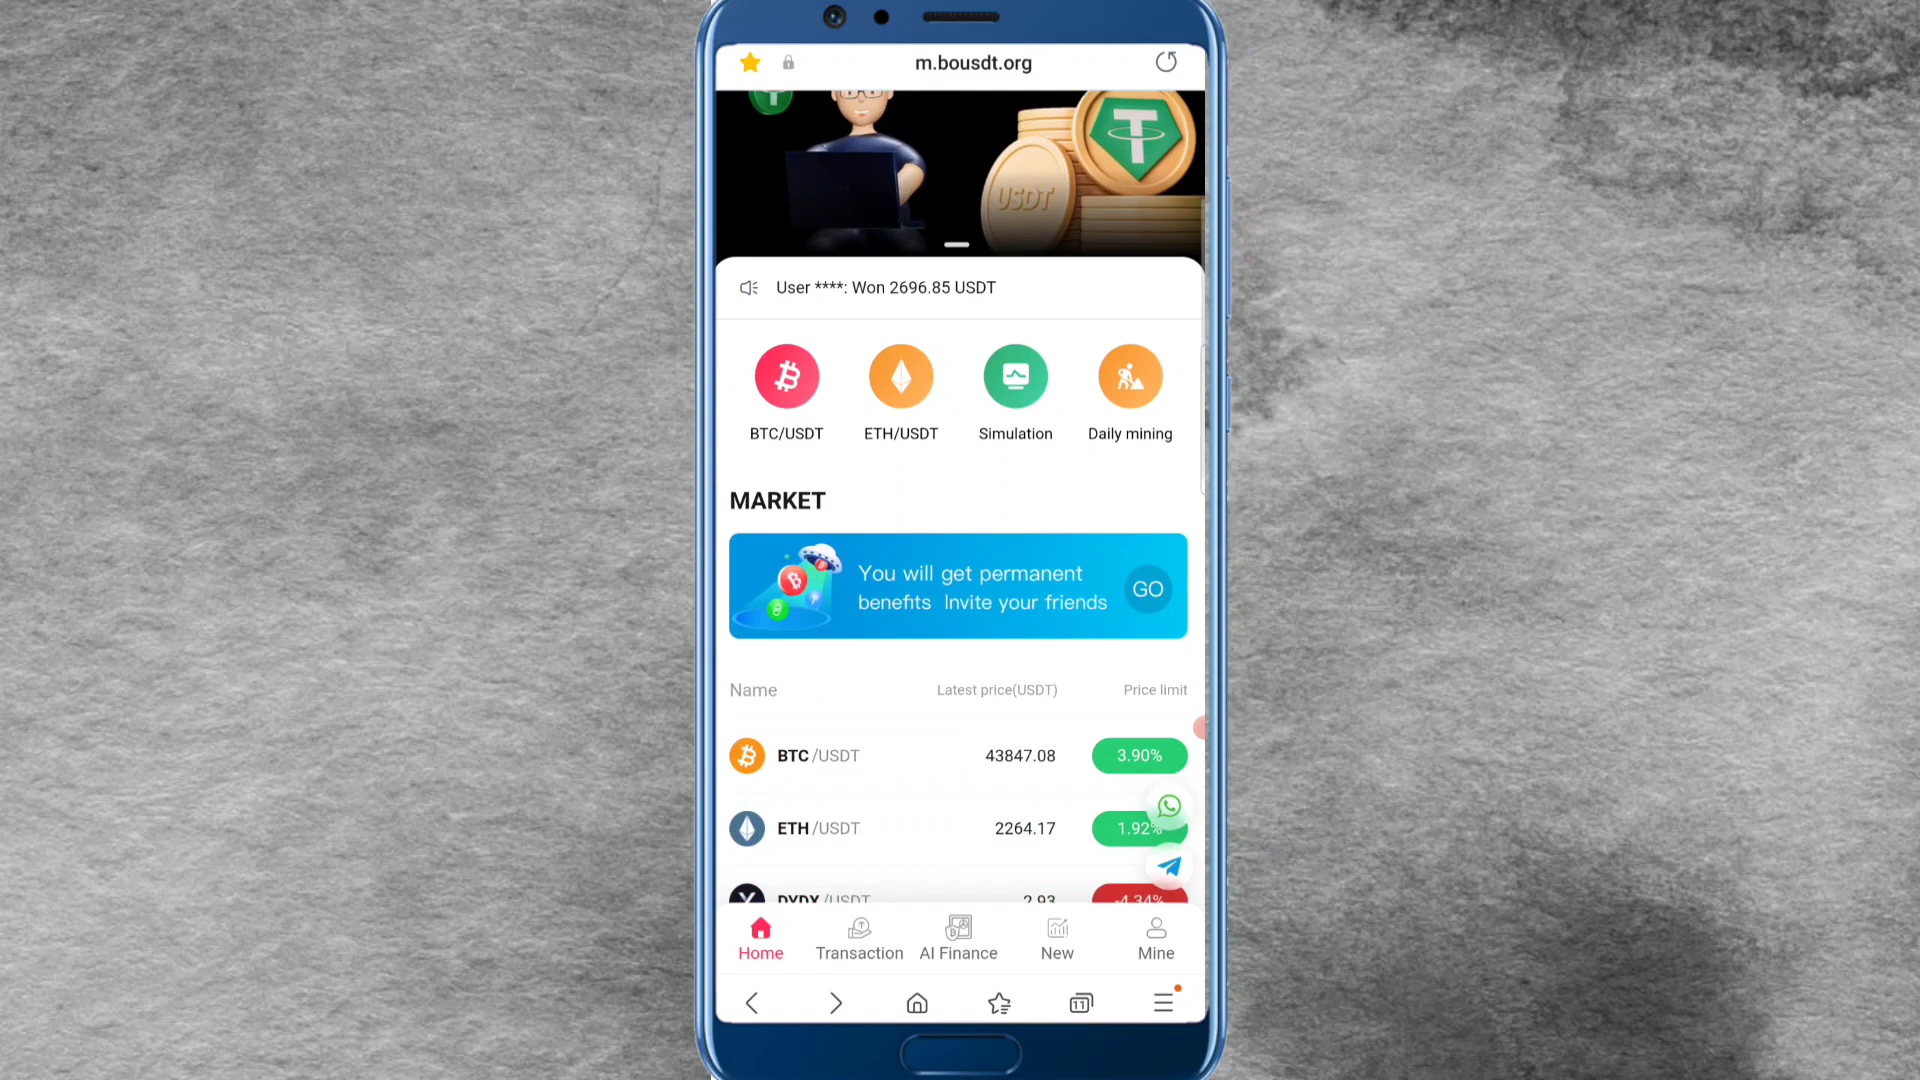 m.bousdt.org
USDT
User ****: Won 2696.85 USDT
BTC/USDT
ETH/USDT
Simulation
Daily mining
MARKET
You will get permanent
benefits Invite your friends
GO
Name
Latest price(USDT)
Price limit
BTC /USDT
43847.08
3.90%
ETH /USDT
2264.17
1.92%
DYDX /USDT
2.93
-4.34%
Home
Transaction
AI Finance
New
Mine
11